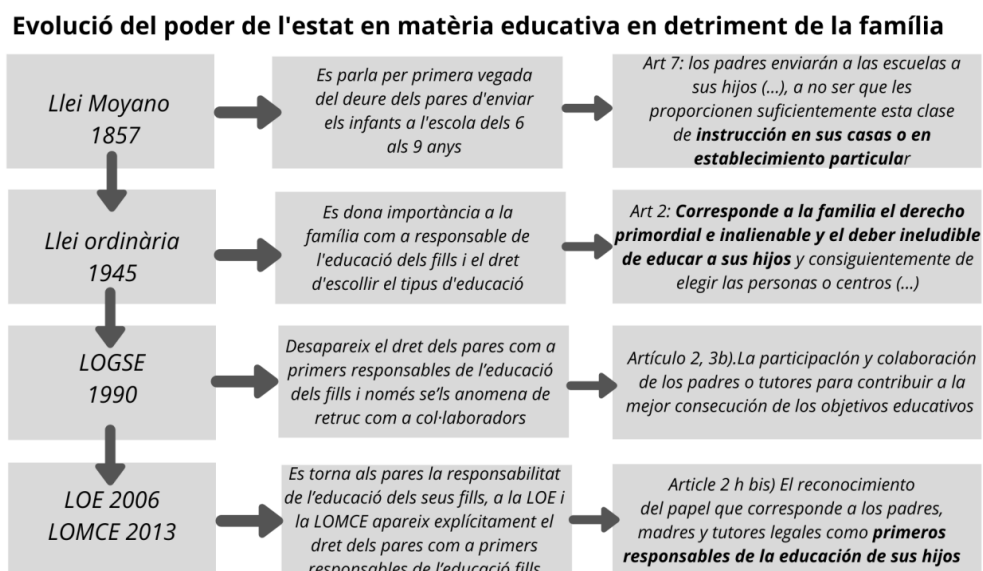 Evolució del poder de l'estat en matèria educativa en detriment de la família
Llei Moyano
1857
Es parla per primera vegada
del deure dels pares d'enviar
els infants a l'escola dels 6
als 9 anys
Art 7: los padres enviarán a las escuelas a
sus hijos (...), a no ser que les
proporcionen suficientemente esta clase
de instrucción en sus casas o en
establecimiento particular
Llei ordinària
1945
Es dona importància a la
família com a responsable de
l'educació dels fills i el dret
d'escollir el tipus d'educació
Art 2: Corresponde a la familia el derecho
primordial e inalienable y el deber ineludible
de educar a sus hijos y consiguientemente de
elegir las personas o centros (...)
LOGSE
1990
Desapareix el dret dels pares com a
primers responsables de l’educació
dels fills i només se’ls anomena de
retruc com a col·laboradors
Artículo 2, 3b).La participacIón y colaboración
de los padres o tutores para contribuir a la
mejor consecución de los objetivos educativos
LOE 2006
LOMCE 2013
Es torna als pares la responsabilitat
de l’educació dels seus fills, a la LOE i
la LOMCE apareix explícitament el
dret dels pares com a primers
responsables de l’educació fills
Article 2 h bis) El reconocimiento
del papel que corresponde a los padres,
madres y tutores legales como primeros
responsables de la educación de sus hijos